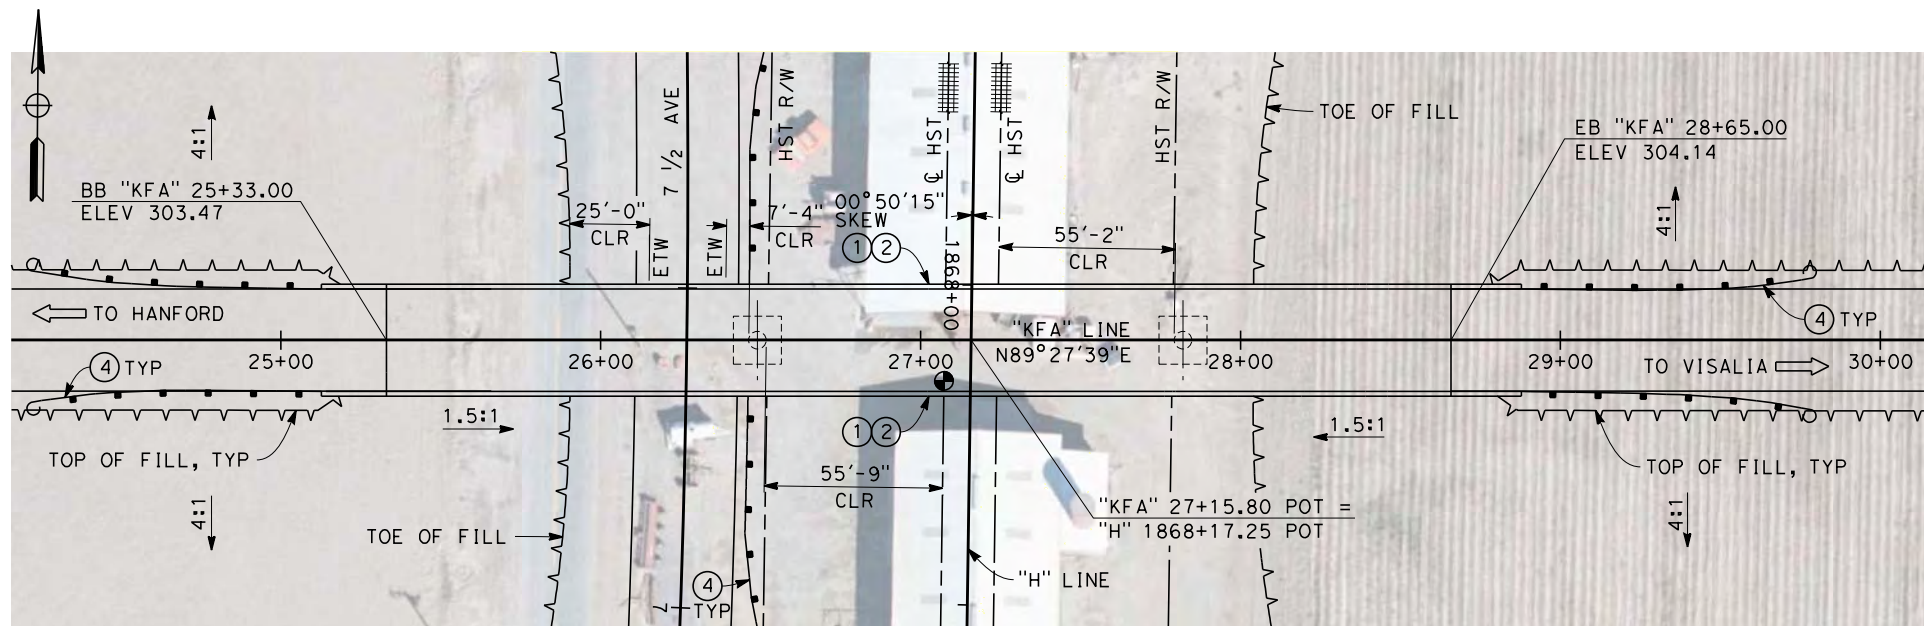 TOE OF FILL
EB "KFA" 28+65.00
ELEV 304.14
4:1
BB "KFA" 25+33.00
ELEV 303.47
7 1/2 AVE
HST R/W
℄ HST
℄ HST
HST R/W
4:1
25'-0"
CLR
ETW
ETW
7'-4"
CLR
00°50'15"
SKEW
1 2
1868+00
55'-2"
CLR
TO HANFORD
"KFA" LINE
N89°27'39"E
4 TYP
4 TYP
25+00
26+00
27+00
28+00
29+00
TO VISALIA
30+00
1.5:1
1 2
1.5:1
TOP OF FILL, TYP
55'-9"
CLR
TOP OF FILL, TYP
4:1
TOE OF FILL
"KFA" 27+15.80 POT =
"H" 1868+17.25 POT
4:1
4
TYP
7
"H" LINE